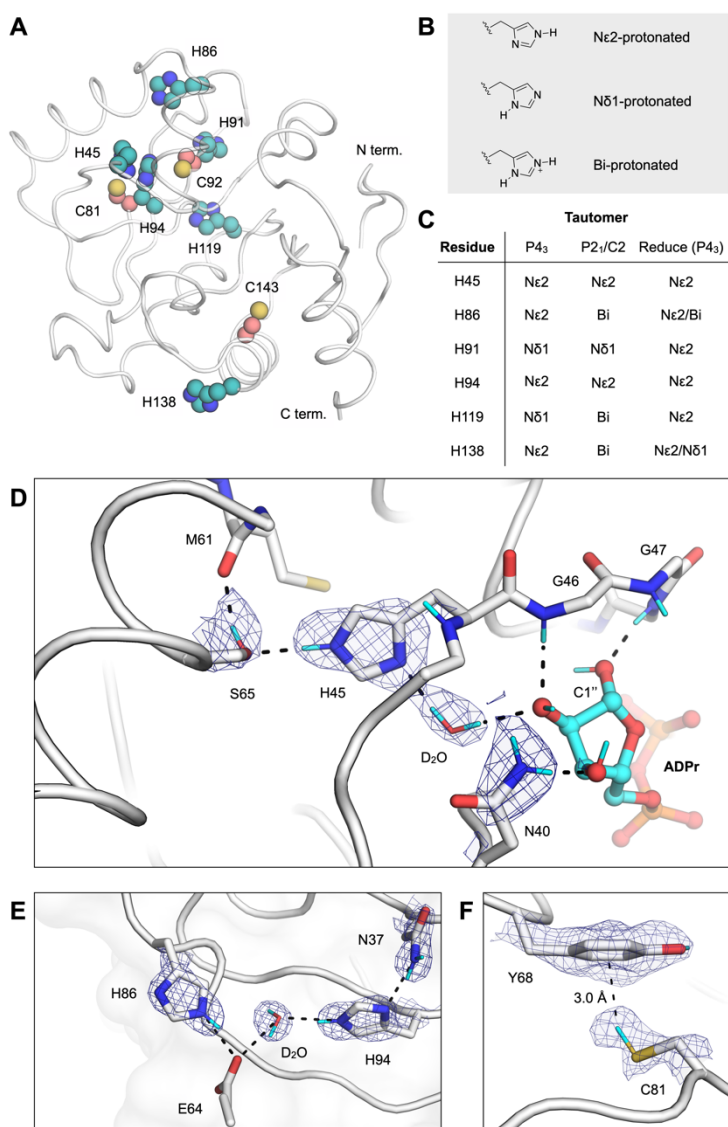 A
H86
H91
H45
N term.
C92
C81
H94
H119
C143
H138
C term.
B
N-H
N
Nε2-protonated
N
N
H
Nδ1-protonated
N-H
+
N
H
Bi-protonated
C
Tautomer
Residue P4₃ P2₁/C2 Reduce (P4₃)
H45 Nε2 Nε2 Nε2
H86 Nε2 Bi Nε2/Bi
H91 Nδ1 Nδ1 Nε2
H94 Nε2 Nε2 Nε2
H119 Nδ1 Bi Nε2
H138 Nε2 Bi Nε2/Nδ1
D
M61
G47
G46
S65
H45
C1”
D₂O
ADPr
N40
E
N37
H86
D₂O
H94
E64
F
Y68
3.0 Å
C81